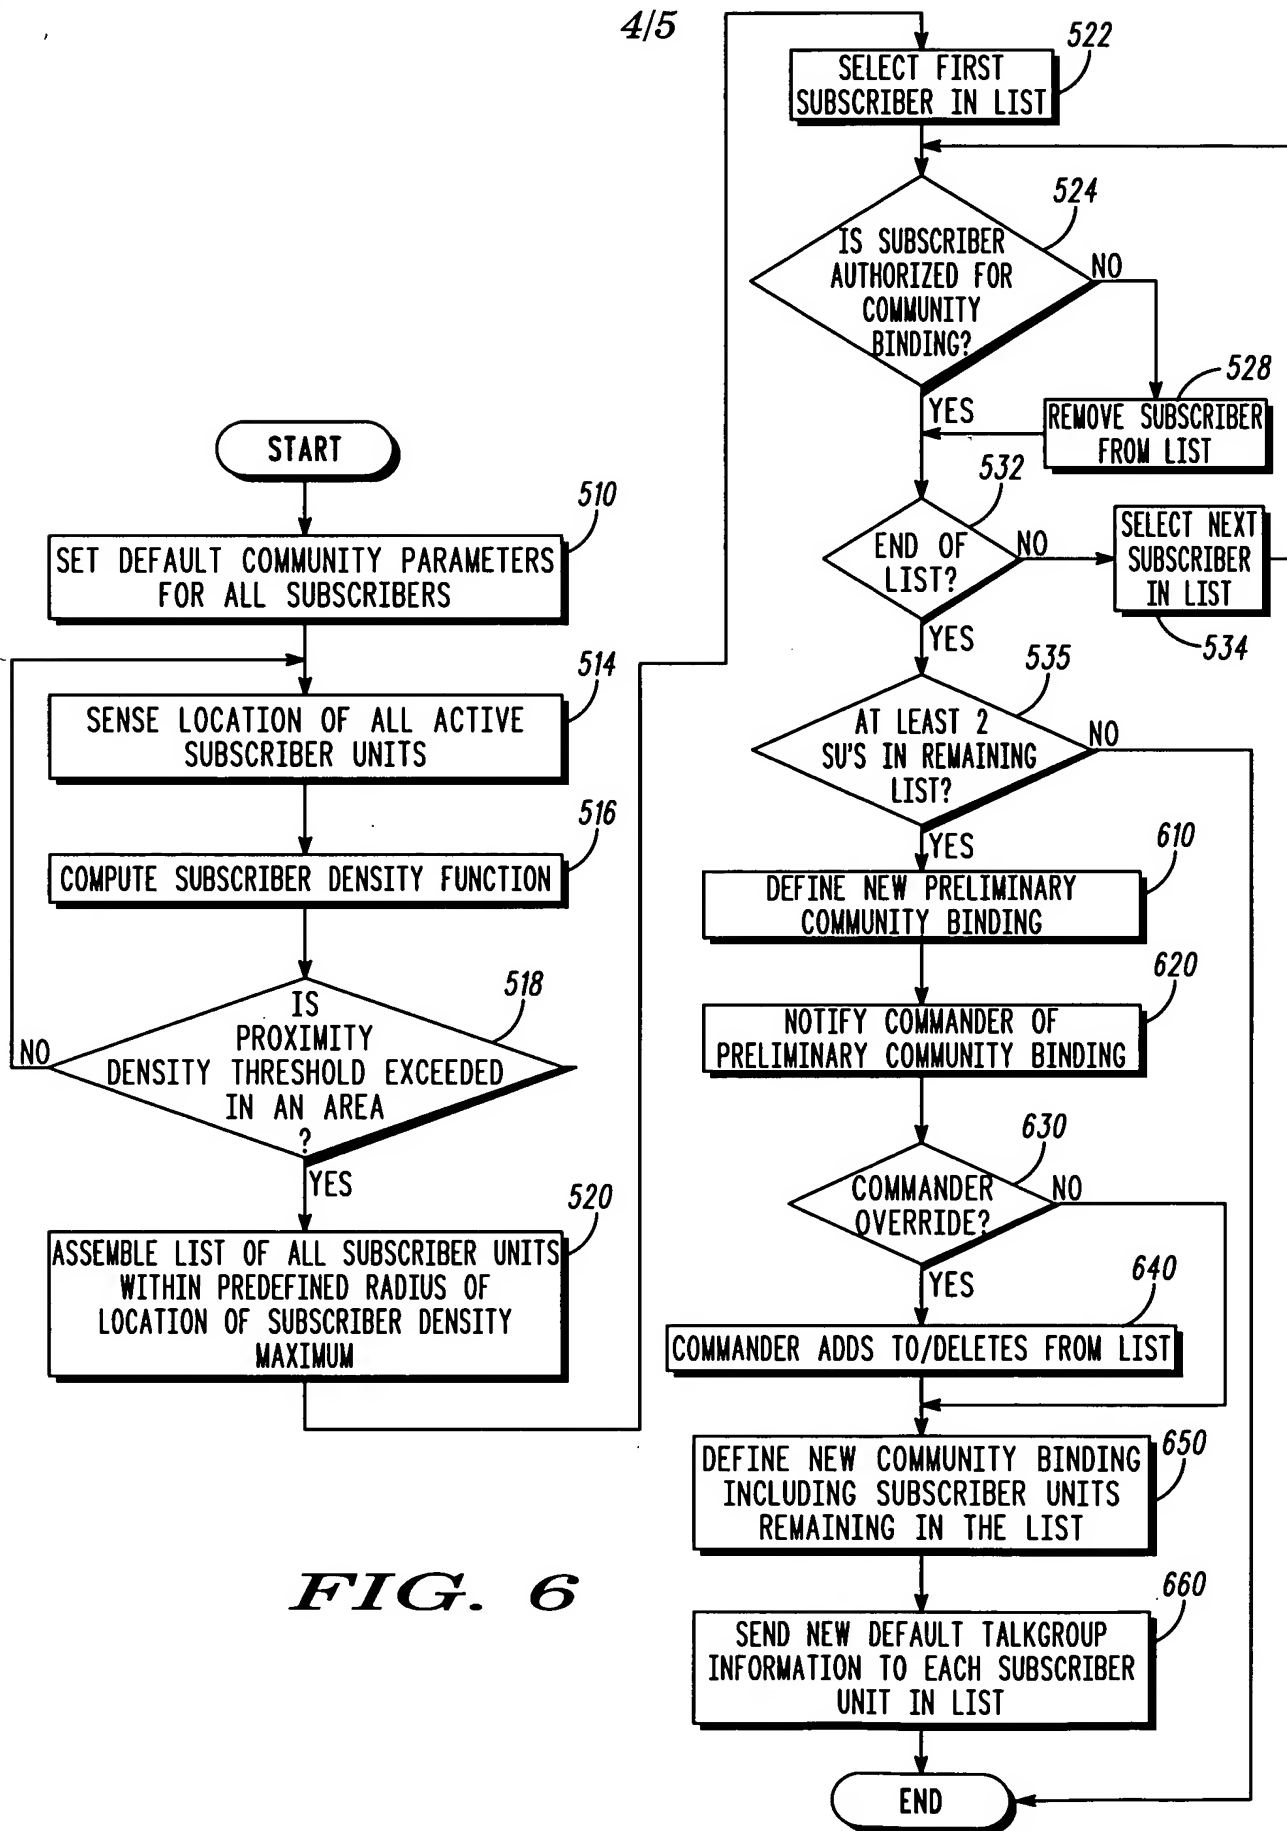 4/5
START
510
SET DEFAULT COMMUNITY PARAMETERS
FOR ALL SUBSCRIBERS
514
SENSE LOCATION OF ALL ACTIVE
SUBSCRIBER UNITS
516
COMPUTE SUBSCRIBER DENSITY FUNCTION
518
IS
PROXIMITY
DENSITY THRESHOLD EXCEEDED
IN AN AREA
?
NO
YES
520
ASSEMBLE LIST OF ALL SUBSCRIBER UNITS
WITHIN PREDEFINED RADIUS OF
LOCATION OF SUBSCRIBER DENSITY
MAXIMUM
522
SELECT FIRST
SUBSCRIBER IN LIST
524
IS SUBSCRIBER
AUTHORIZED FOR
COMMUNITY
BINDING?
NO
YES
528
REMOVE SUBSCRIBER
FROM LIST
532
END OF
LIST?
NO
YES
SELECT NEXT
SUBSCRIBER
IN LIST
534
535
AT LEAST 2
SU'S IN REMAINING
LIST?
NO
YES
610
DEFINE NEW PRELIMINARY
COMMUNITY BINDING
620
NOTIFY COMMANDER OF
PRELIMINARY COMMUNITY BINDING
630
COMMANDER
OVERRIDE?
NO
YES
640
COMMANDER ADDS TO/DELETES FROM LIST
650
DEFINE NEW COMMUNITY BINDING
INCLUDING SUBSCRIBER UNITS
REMAINING IN THE LIST
660
SEND NEW DEFAULT TALKGROUP
INFORMATION TO EACH SUBSCRIBER
UNIT IN LIST
END
FIG. 6